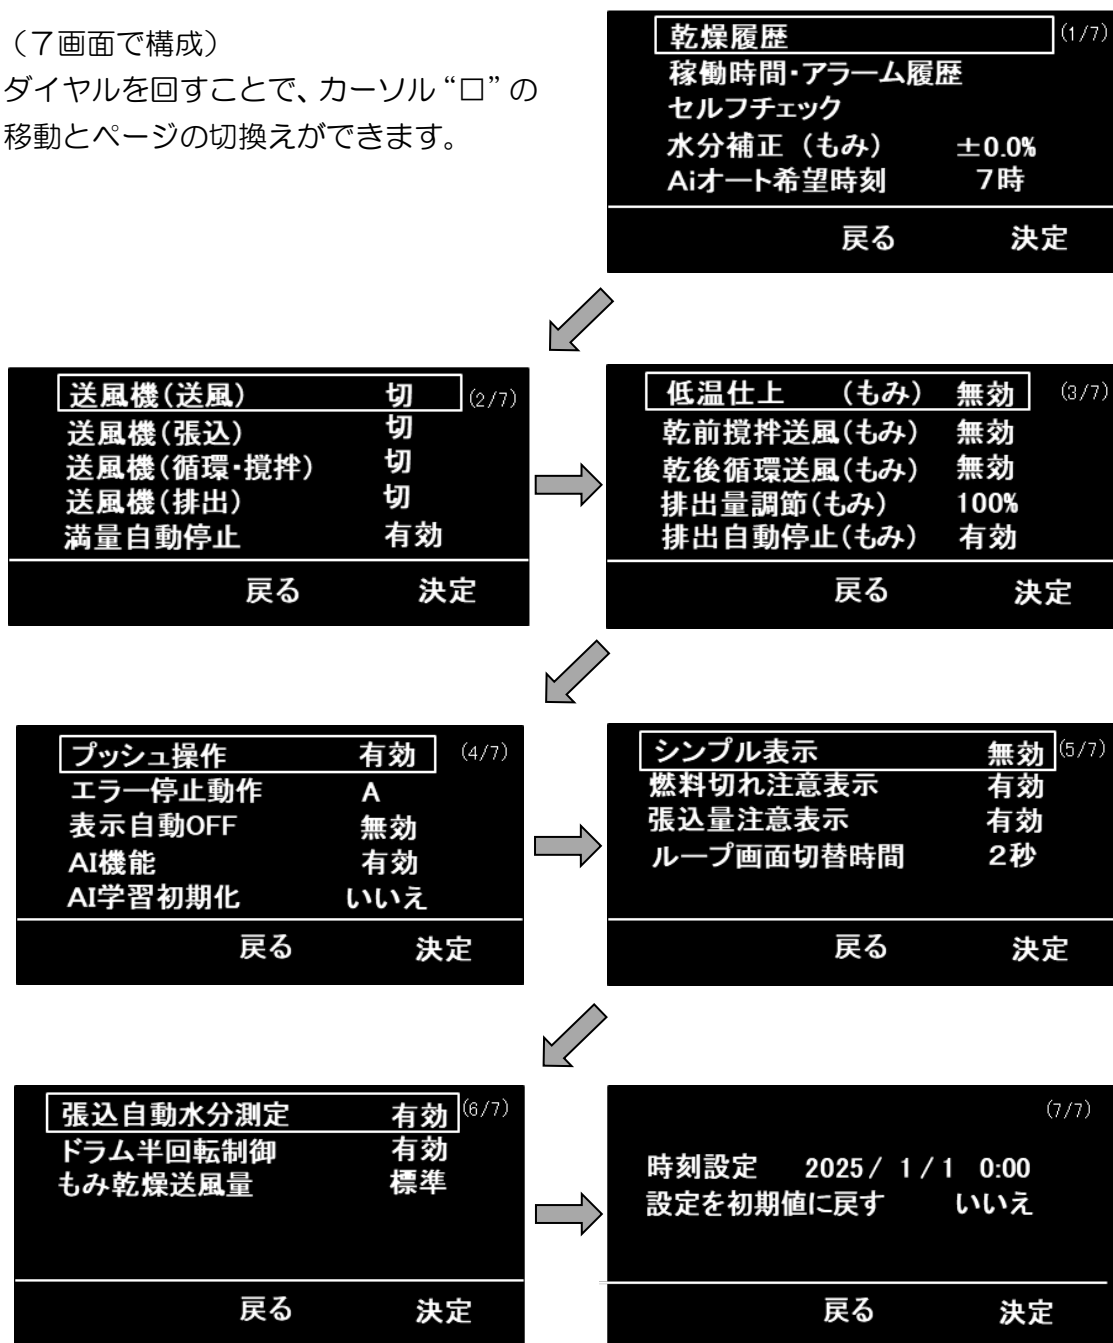 （７画面で構成）
ダイヤルを回すことで、カーソル“□”の
移動とページの切換えができます。
乾燥履歴 (1/7)
稼働時間・アラーム履歴
セルフチェック
水分補正（もみ） ±0.0%
Aiオート希望時刻 7時
戻る 決定
送風機(送風) 切 (2/7)
送風機(張込) 切
送風機(循環・撹拌) 切
送風機(排出) 切
満量自動停止 有効
戻る 決定
低温仕上 (もみ) 無効 (3/7)
乾前撹拌送風(もみ) 無効
乾後循環送風(もみ) 無効
排出量調節(もみ) 100%
排出自動停止(もみ) 有効
戻る 決定
プッシュ操作 有効 (4/7)
エラー停止動作 A
表示自動OFF 無効
AI機能 有効
AI学習初期化 いいえ
戻る 決定
シンプル表示 無効 (5/7)
燃料切れ注意表示 有効
張込量注意表示 有効
ループ画面切替時間 2秒
戻る 決定
張込自動水分測定 有効 (6/7)
ドラム半回転制御 有効
もみ乾燥送風量 標準
戻る 決定
(7/7)
時刻設定 2025/ 1/1 0:00
設定を初期値に戻す いいえ
戻る 決定